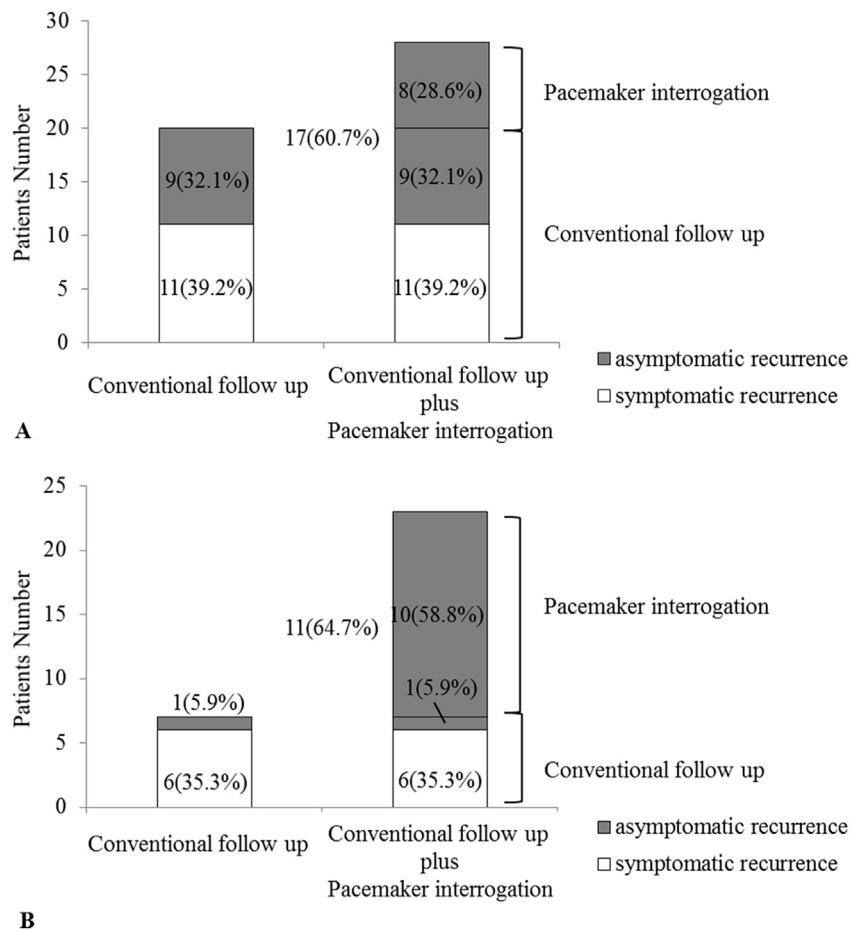 30
25
20
15
10
5
0
Patients Number
9(32.1%)
11(39.2%)
17(60.7%)
8(28.6%)
9(32.1%)
11(39.2%)
Pacemaker interrogation
Conventional follow up
Conventional follow up
Conventional follow up
plus
Pacemaker interrogation
asymptomatic recurrence
symptomatic recurrence
A
25
20
15
10
5
0
Patients Number
1(5.9%)
6(35.3%)
11(64.7%)
10(58.8%)
1(5.9%)
6(35.3%)
Pacemaker interrogation
Conventional follow up
Conventional follow up
Conventional follow up
plus
Pacemaker interrogation
asymptomatic recurrence
symptomatic recurrence
B